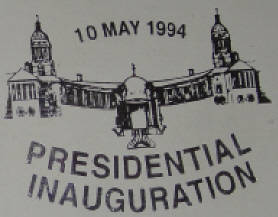 10 MAY 1994
PRESIDENTIAL
INAUGURATION